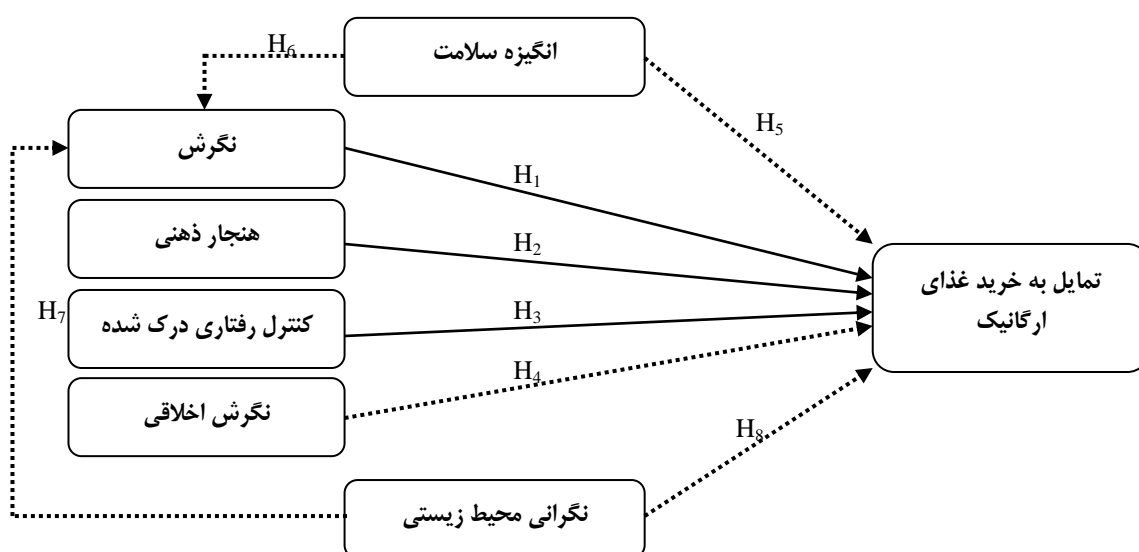 انگیزه سلامت
H₆
H₅
نگرش
H₁
هنجار ذهنی
H₂
تمایل به خرید غذای
ارگانیک
کنترل رفتاری درک شده
H₃
H₇
نگرش اخلاقی
H₄
H₈
نگرانی محیط زیستی